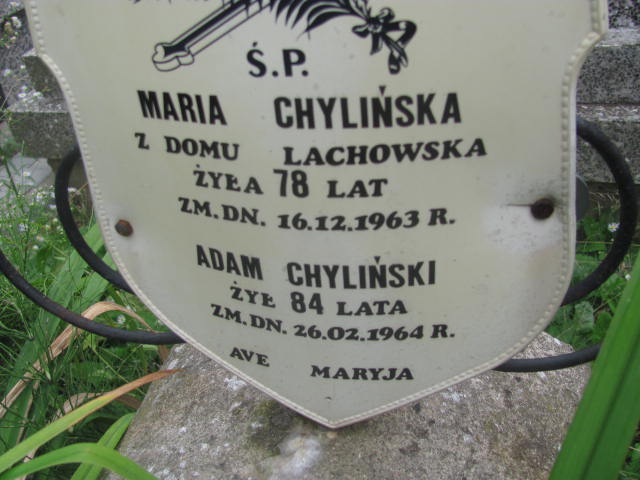 Ś.P.
MARIA CHYLIŃSKA
Z DOMU LACHOWSKA
ŻYŁA 78 LAT
ZM. DN. 16.12.1963 R.
ADAM CHYLIŃSKI
ŻYŁ 84 LATA
ZM. DN. 26.02.1964 R.
AVE MARYJA